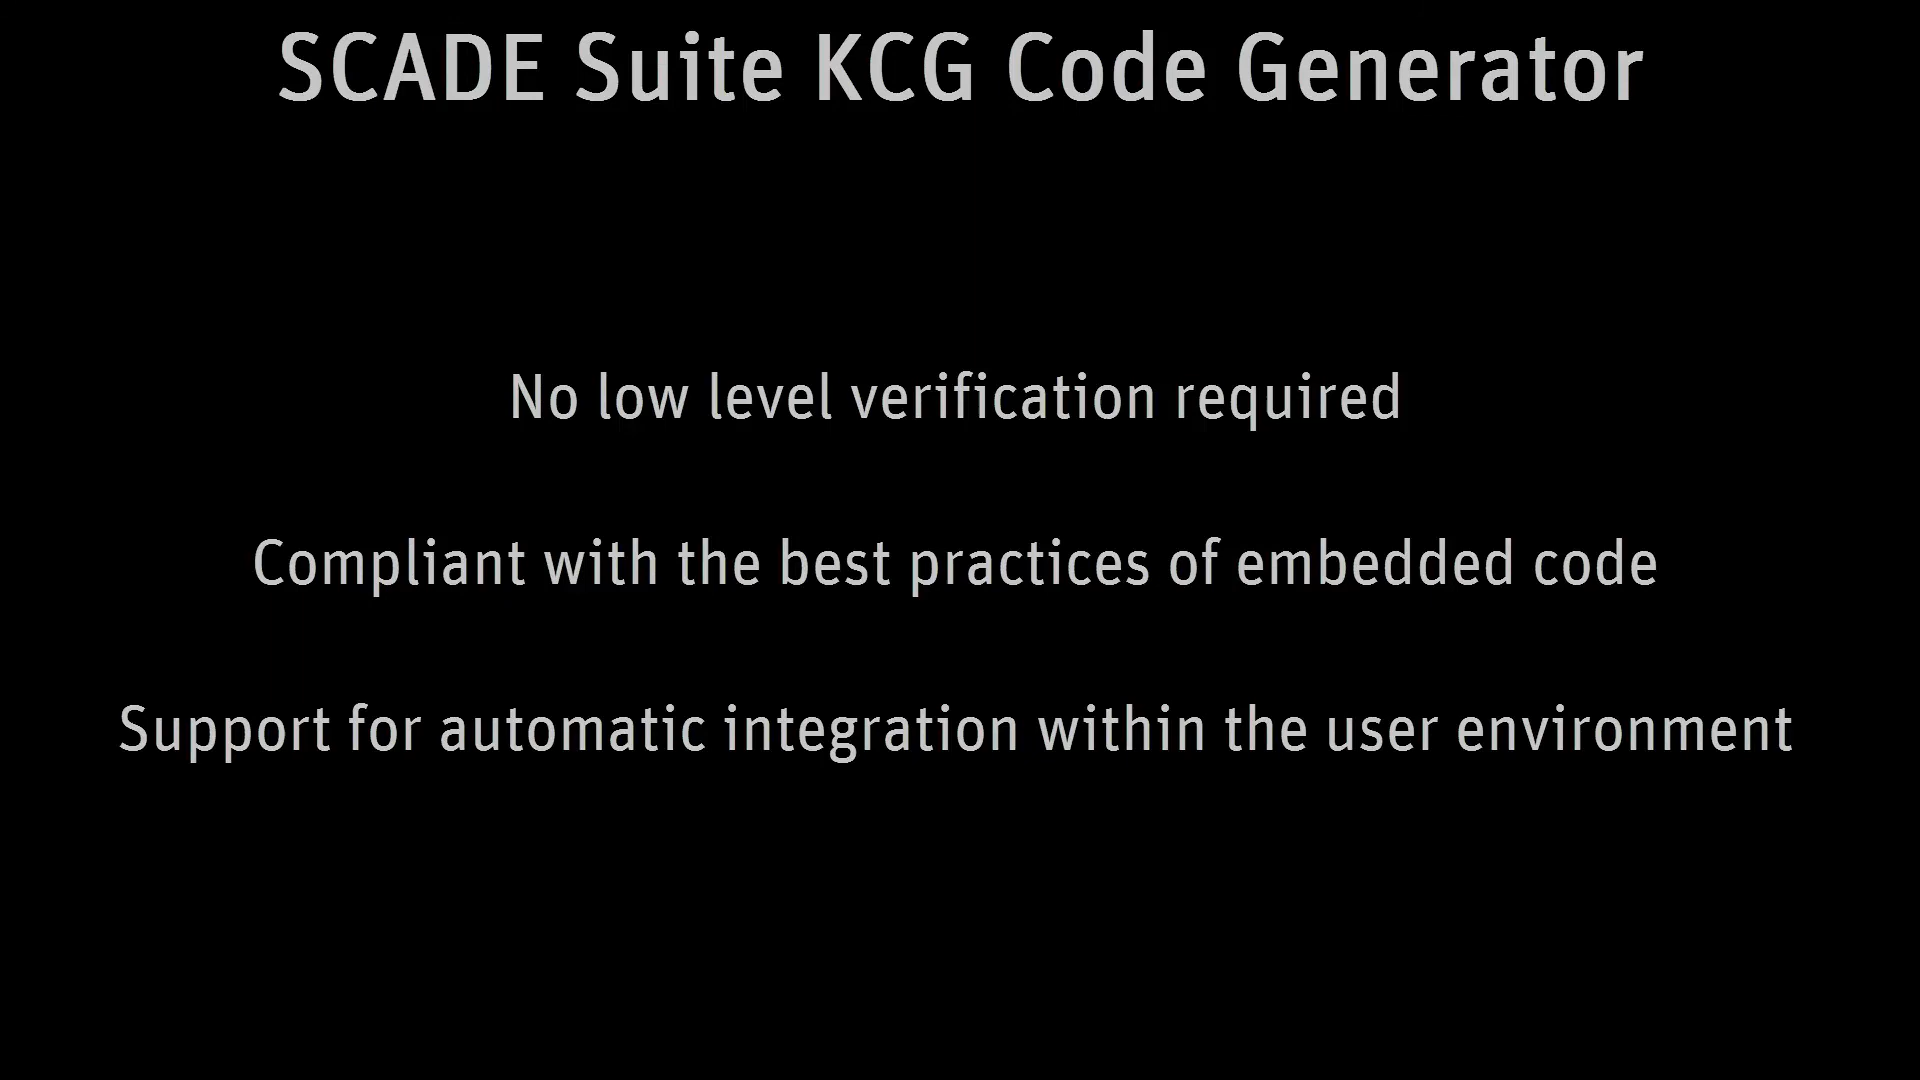 SCADE Suite KCG Code Generator
No low level verification required
Compliant with the best practices of embedded code
Support for automatic integration within the user environment